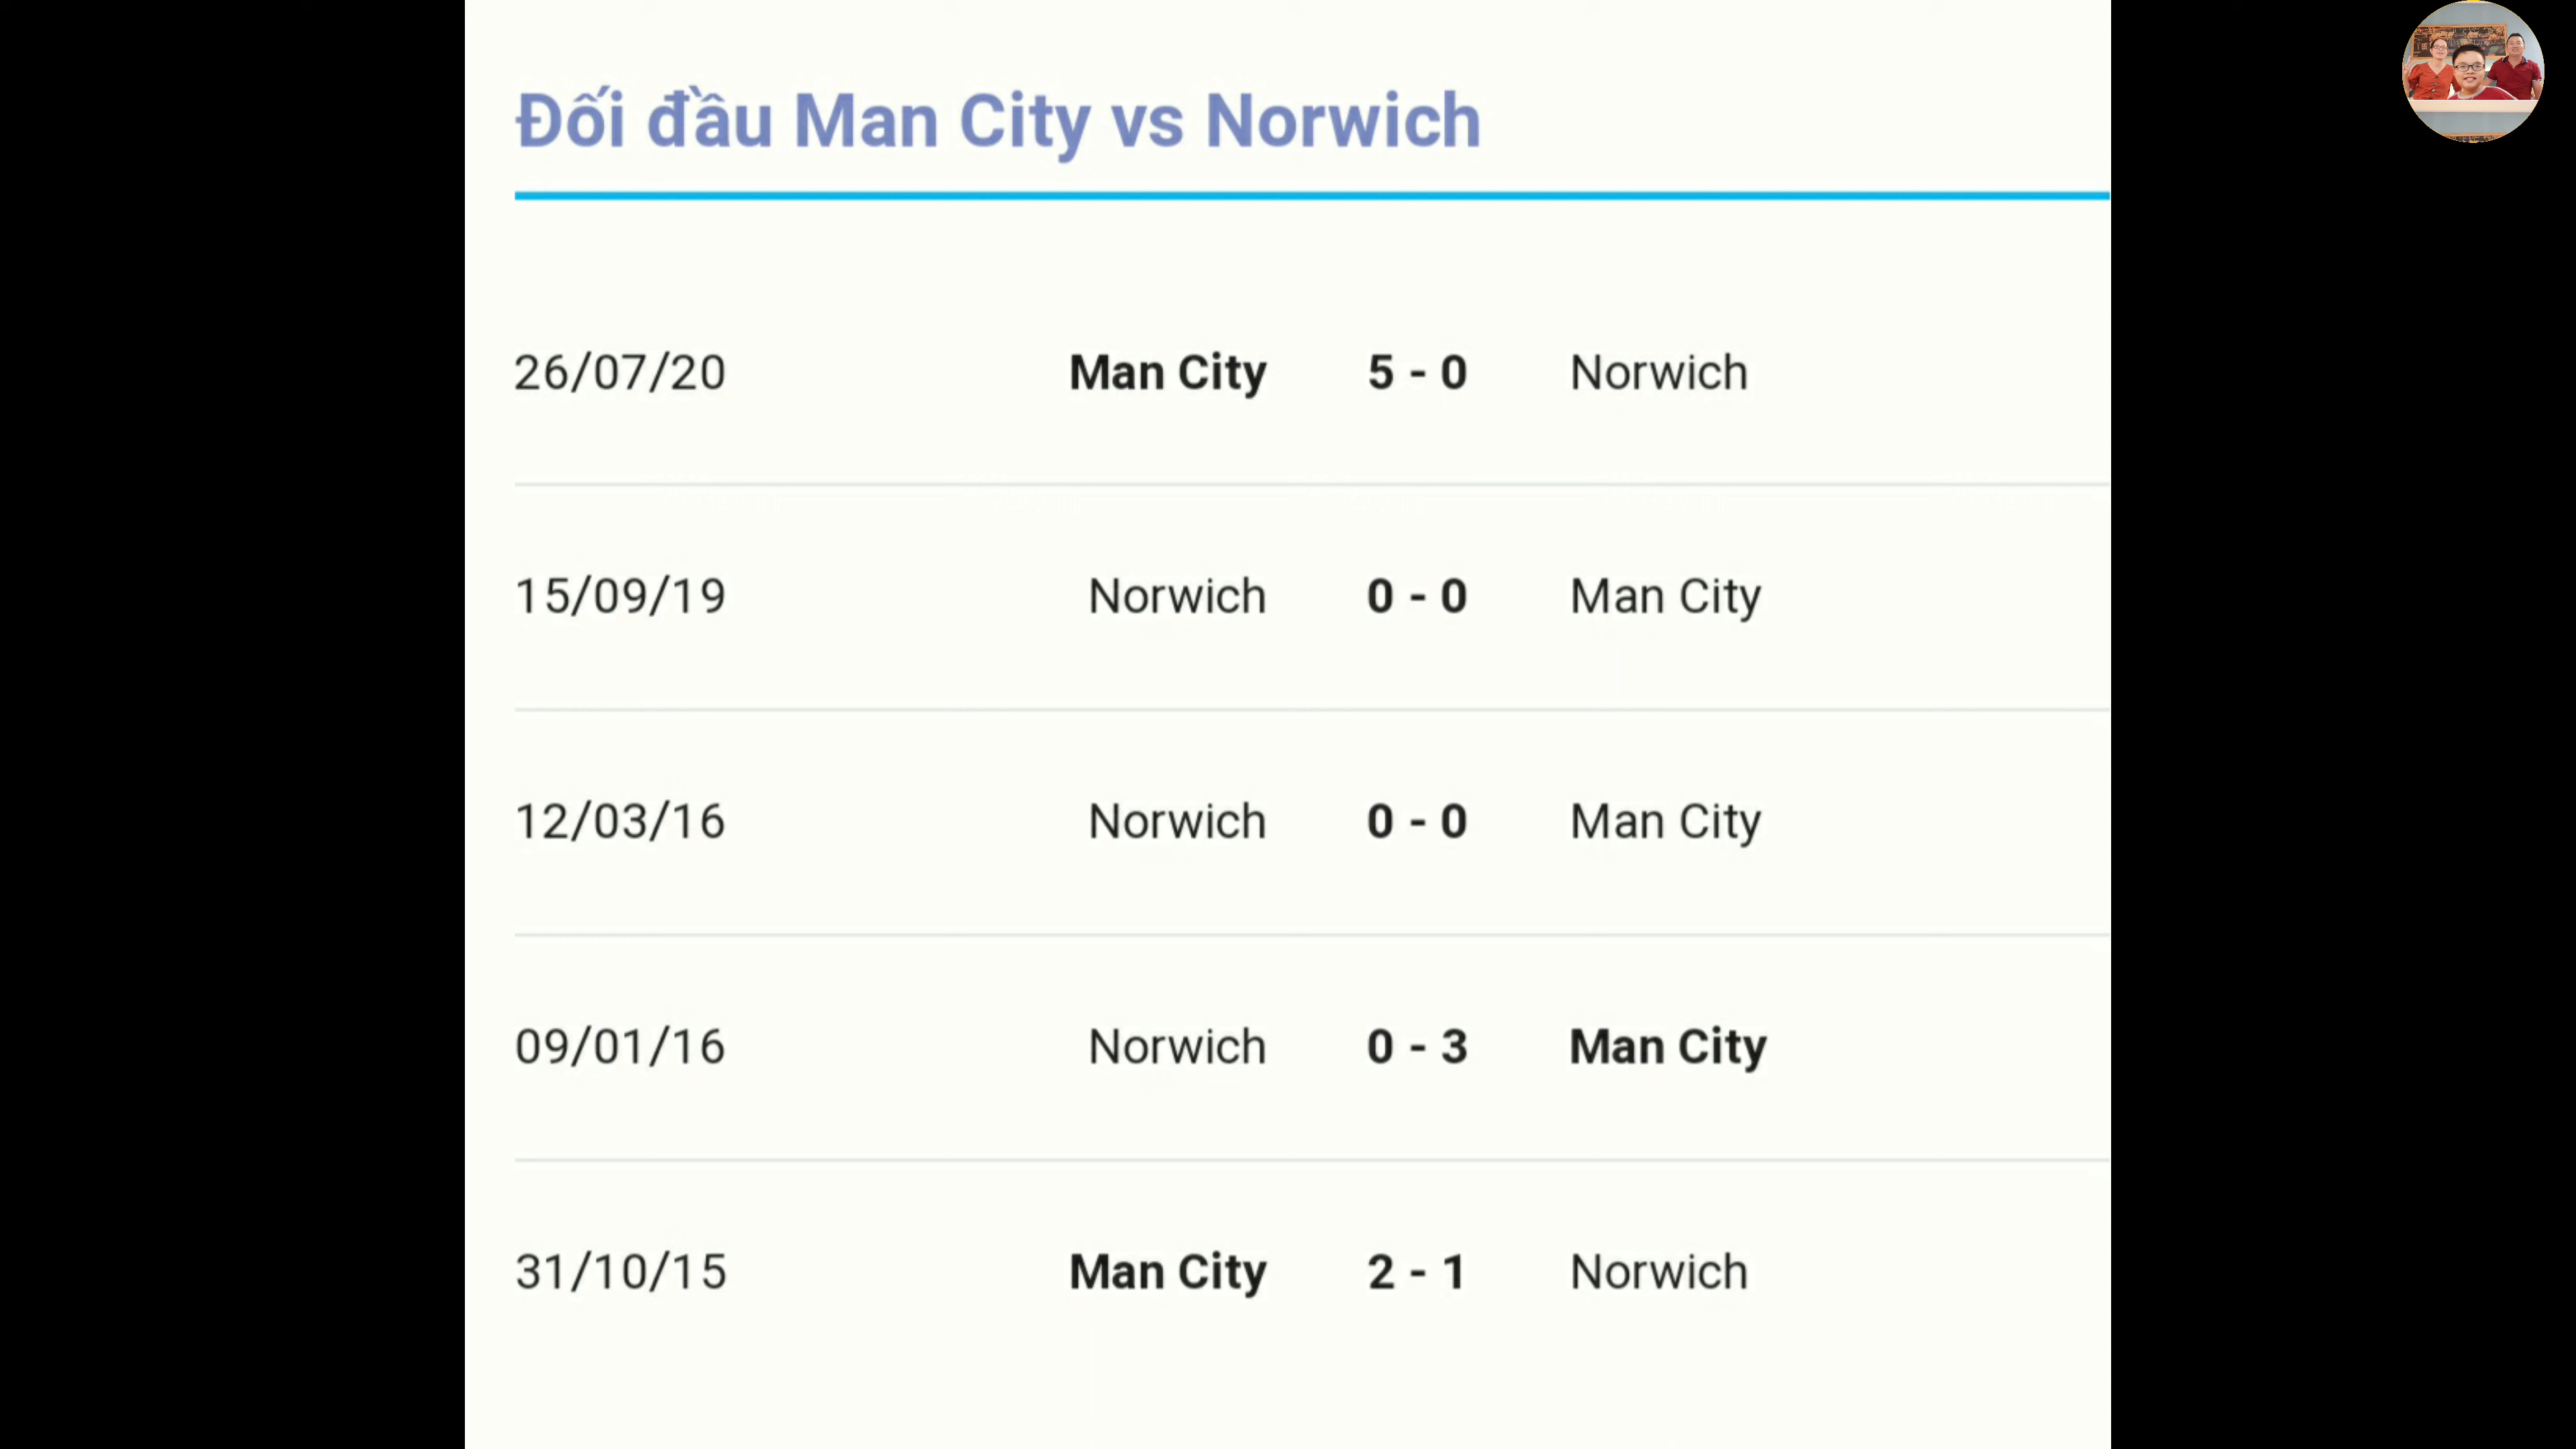 Đối đầu Man City vs Norwich
26/07/20 Man City 5 - 0 Norwich
15/09/19 Norwich 0 - 0 Man City
12/03/16 Norwich 0 - 0 Man City
09/01/16 Norwich 0 - 3 Man City
31/10/15 Man City 2 - 1 Norwich